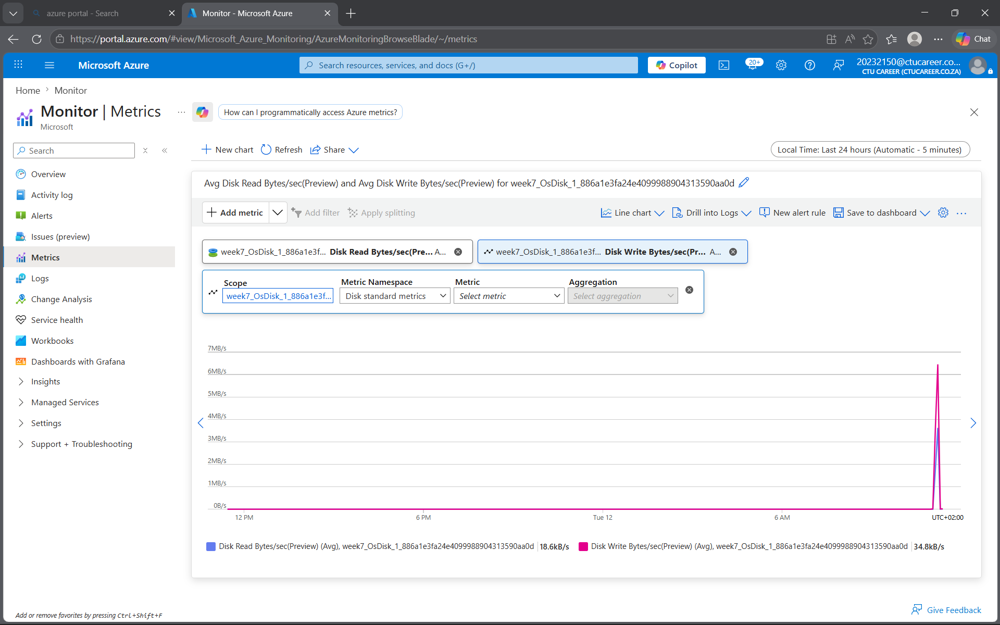 azure portal - Search
Monitor - Microsoft Azure
https://portal.azure.com/#view/Microsoft_Azure_Monitoring/AzureMonitoringBrowseBlade/~/metrics
Chat
Microsoft Azure
Search resources, services, and docs (G+/)
Copilot
20+
20232150@ctucareer.co...
CTU CAREER (CTUCAREER.CO.ZA)
Home
Monitor
Monitor | Metrics
Microsoft
How can I programmatically access Azure metrics?
Search
New chart
Refresh
Share
Local Time: Last 24 hours (Automatic - 5 minutes)
Overview
Activity log
Alerts
Issues (preview)
Metrics
Logs
Change Analysis
Service health
Workbooks
Dashboards with Grafana
Insights
Managed Services
Settings
Support + Troubleshooting
Avg Disk Read Bytes/sec(Preview) and Avg Disk Write Bytes/sec(Preview) for week7_OsDisk_1_886a1e3fa24e4099988904313590aa0d
Add metric
Add filter
Apply splitting
Line chart
Drill into Logs
New alert rule
Save to dashboard
week7_OsDisk_1_886a1e3f... Disk Read Bytes/sec(Pre... A...
week7_OsDisk_1_886a1e3f... Disk Write Bytes/sec(Pr... A...
Scope
week7_OsDisk_1_886a1e3f...
Metric Namespace
Disk standard metrics
Metric
Select metric
Aggregation
Select aggregation
7MB/s
6MB/s
5MB/s
4MB/s
3MB/s
2MB/s
1MB/s
0B/s
12 PM
6 PM
Tue 12
6 AM
UTC+02:00
Disk Read Bytes/sec(Preview) (Avg), week7_OsDisk_1_886a1e3fa24e4099988904313590aa0d 18.6kB/s
Disk Write Bytes/sec(Preview) (Avg), week7_OsDisk_1_886a1e3fa24e4099988904313590aa0d 34.8kB/s
Add or remove favorites by pressing Ctrl+Shift+F
Give Feedback